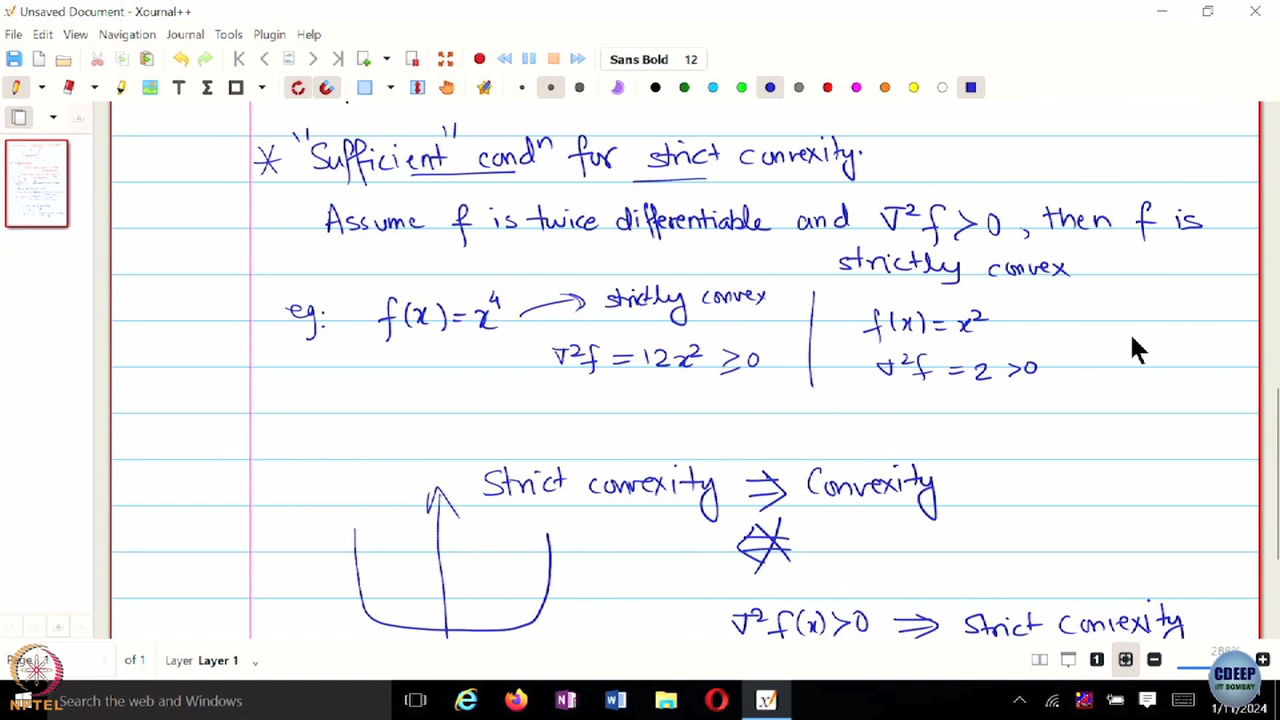 Unsaved Document - Xournal++
File Edit View Navigation Journal Tools Plugin Help
Sans Bold 12
* "Sufficient" condⁿ for strict convexity.
Assume f is twice differentiable and ∇²f > 0, then f is
strictly convex
eg: f(x) = x⁴ → strictly convex
∇²f = 12x² ≥ 0
f(x) = x²
∇²f = 2 > 0
Strict convexity ⇒ Convexity
∇²f(x) > 0 ⇒ Strict convexity
of 1 Layer Layer 1
288%
Search the web and Windows
NPTEL
CDEEP
IIT BOMBAY
1/11/2024